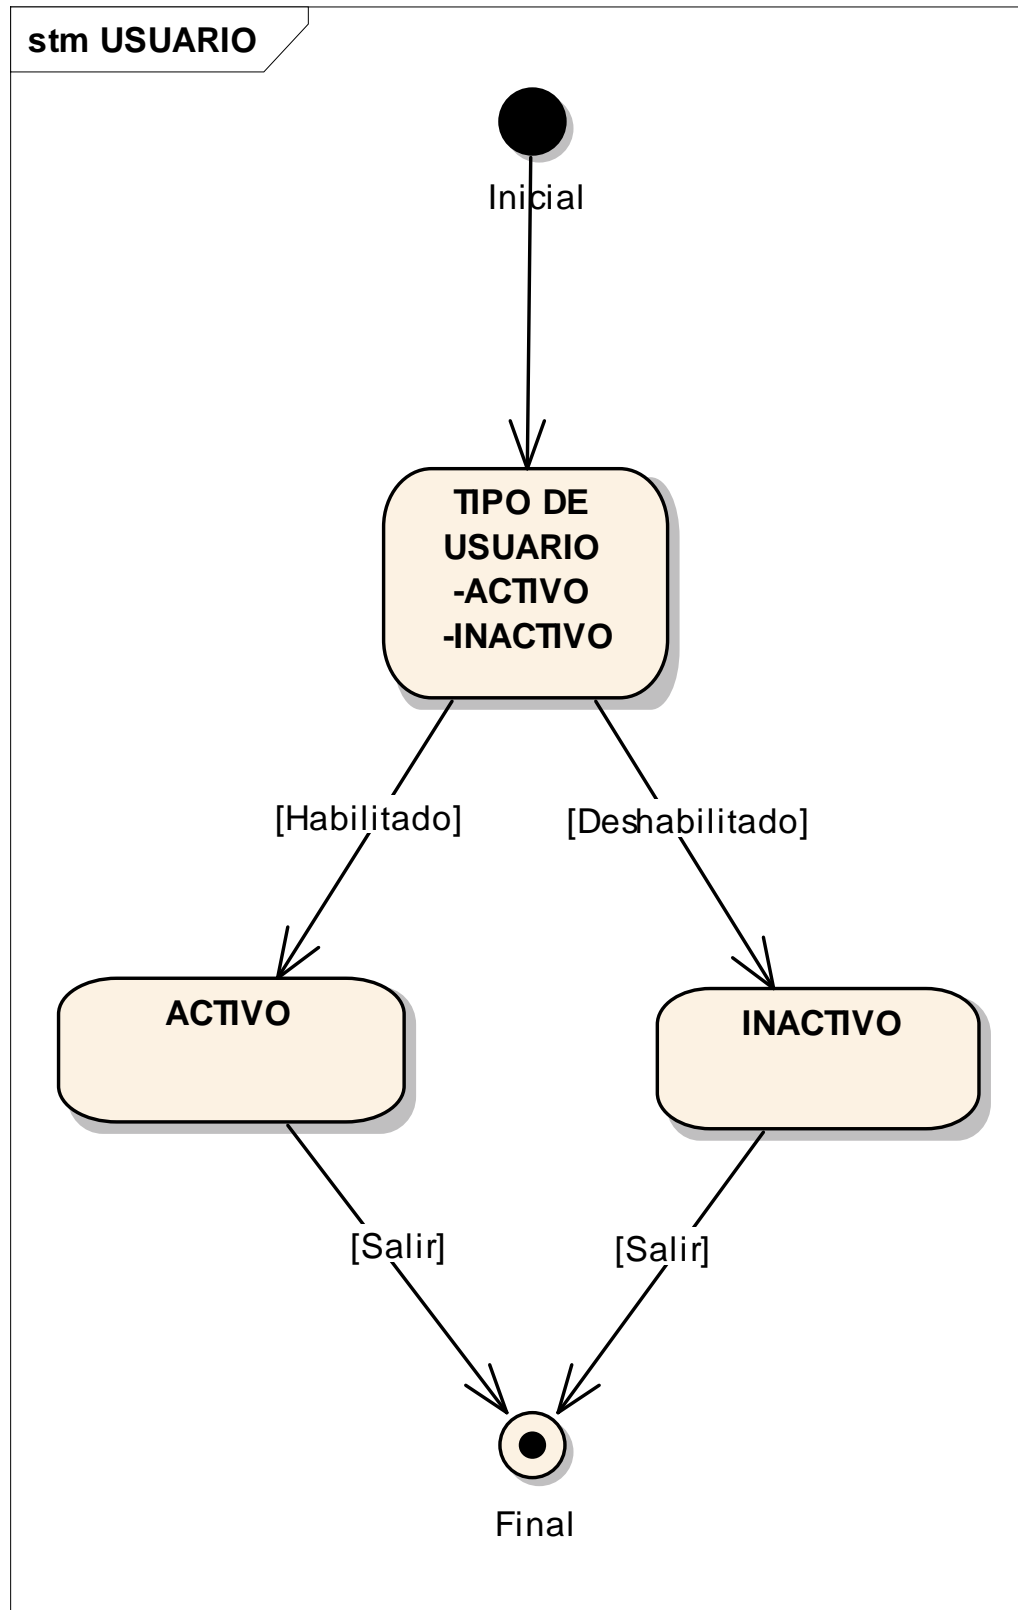 stm USUARIO
Inicial
TIPO DE
USUARIO
-ACTIVO
-INACTIVO
[Habilitado]
[Deshabilitado]
ACTIVO
INACTIVO
[Salir]
[Salir]
Final